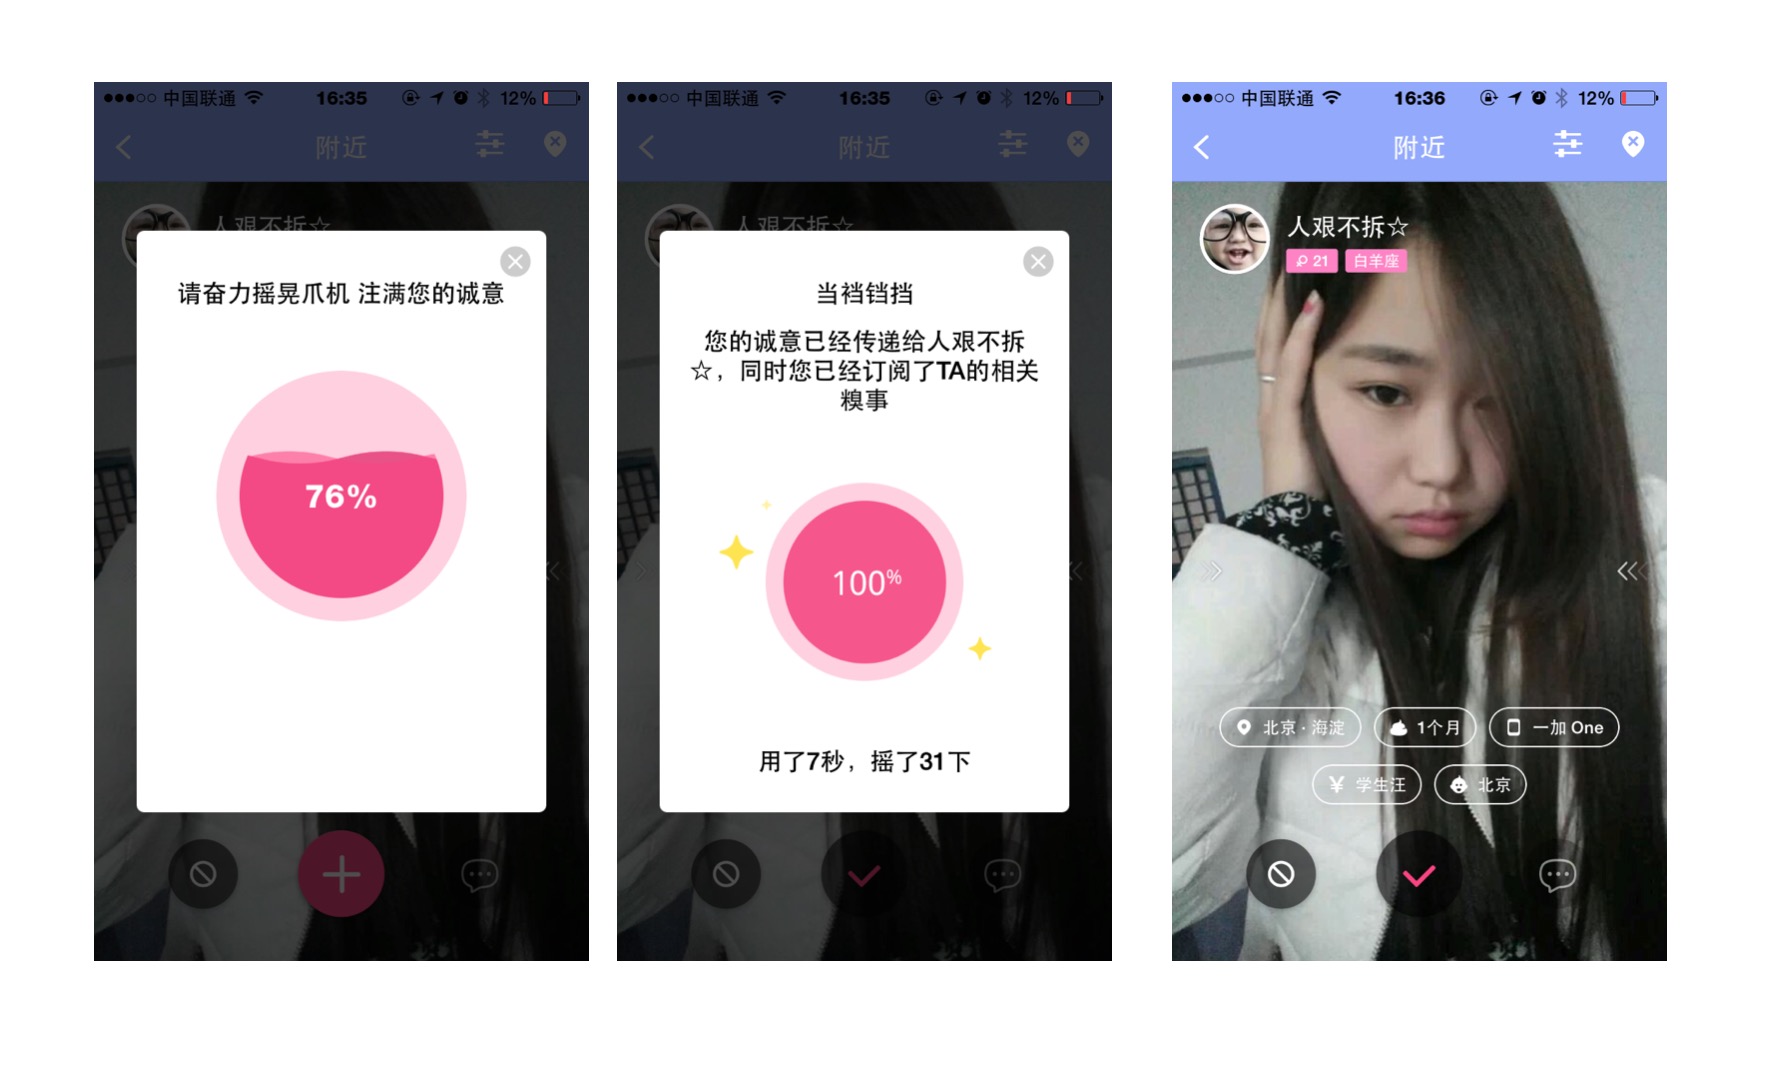 中国联通 16:35 12%
附近
人艰不拆☆
请奋力摇晃爪机 注满您的诚意
76%
中国联通 16:35 12%
附近
人艰不拆☆
当裆铛挡
您的诚意已经传递给人艰不拆
☆，同时您已经订阅了TA的相关
糗事
100%
用了7秒，摇了31下
中国联通 16:36 12%
附近
人艰不拆☆
21 白羊座
北京·海淀 1个月 一加 One
¥ 学生汪 北京